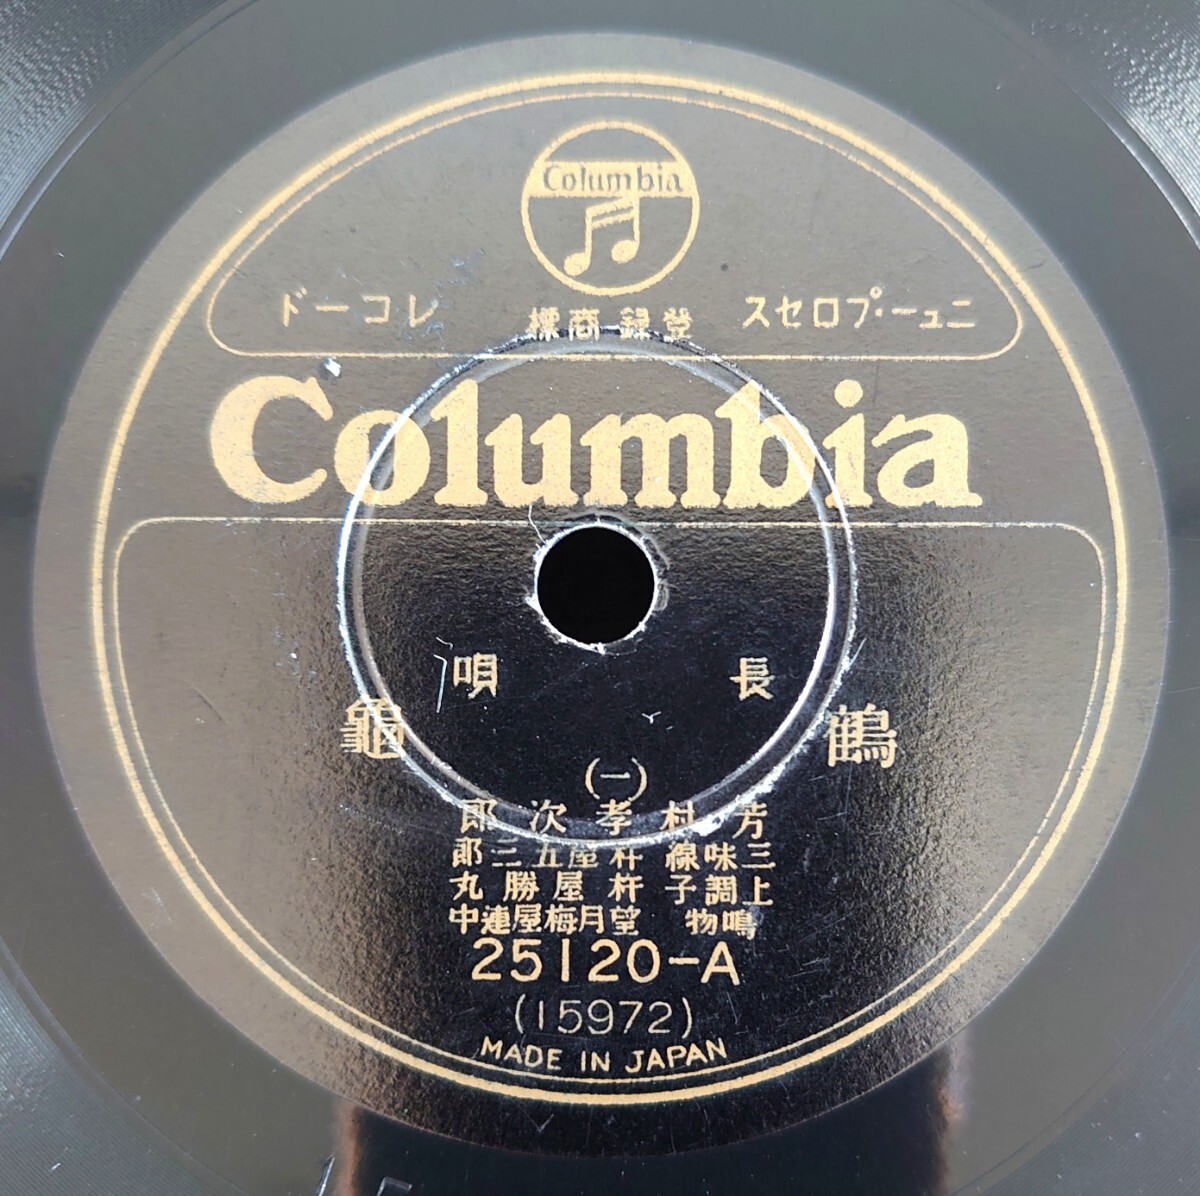 Columbia
ニュー・プロセス 登録商標 レコード
Columbia
長唄
鶴亀
(一)
芳村孝次郎
三味線 杵屋五三郎
上調子 杵屋勝丸
鳴物 望月梅屋連中
25120-A
(15972)
MADE IN JAPAN